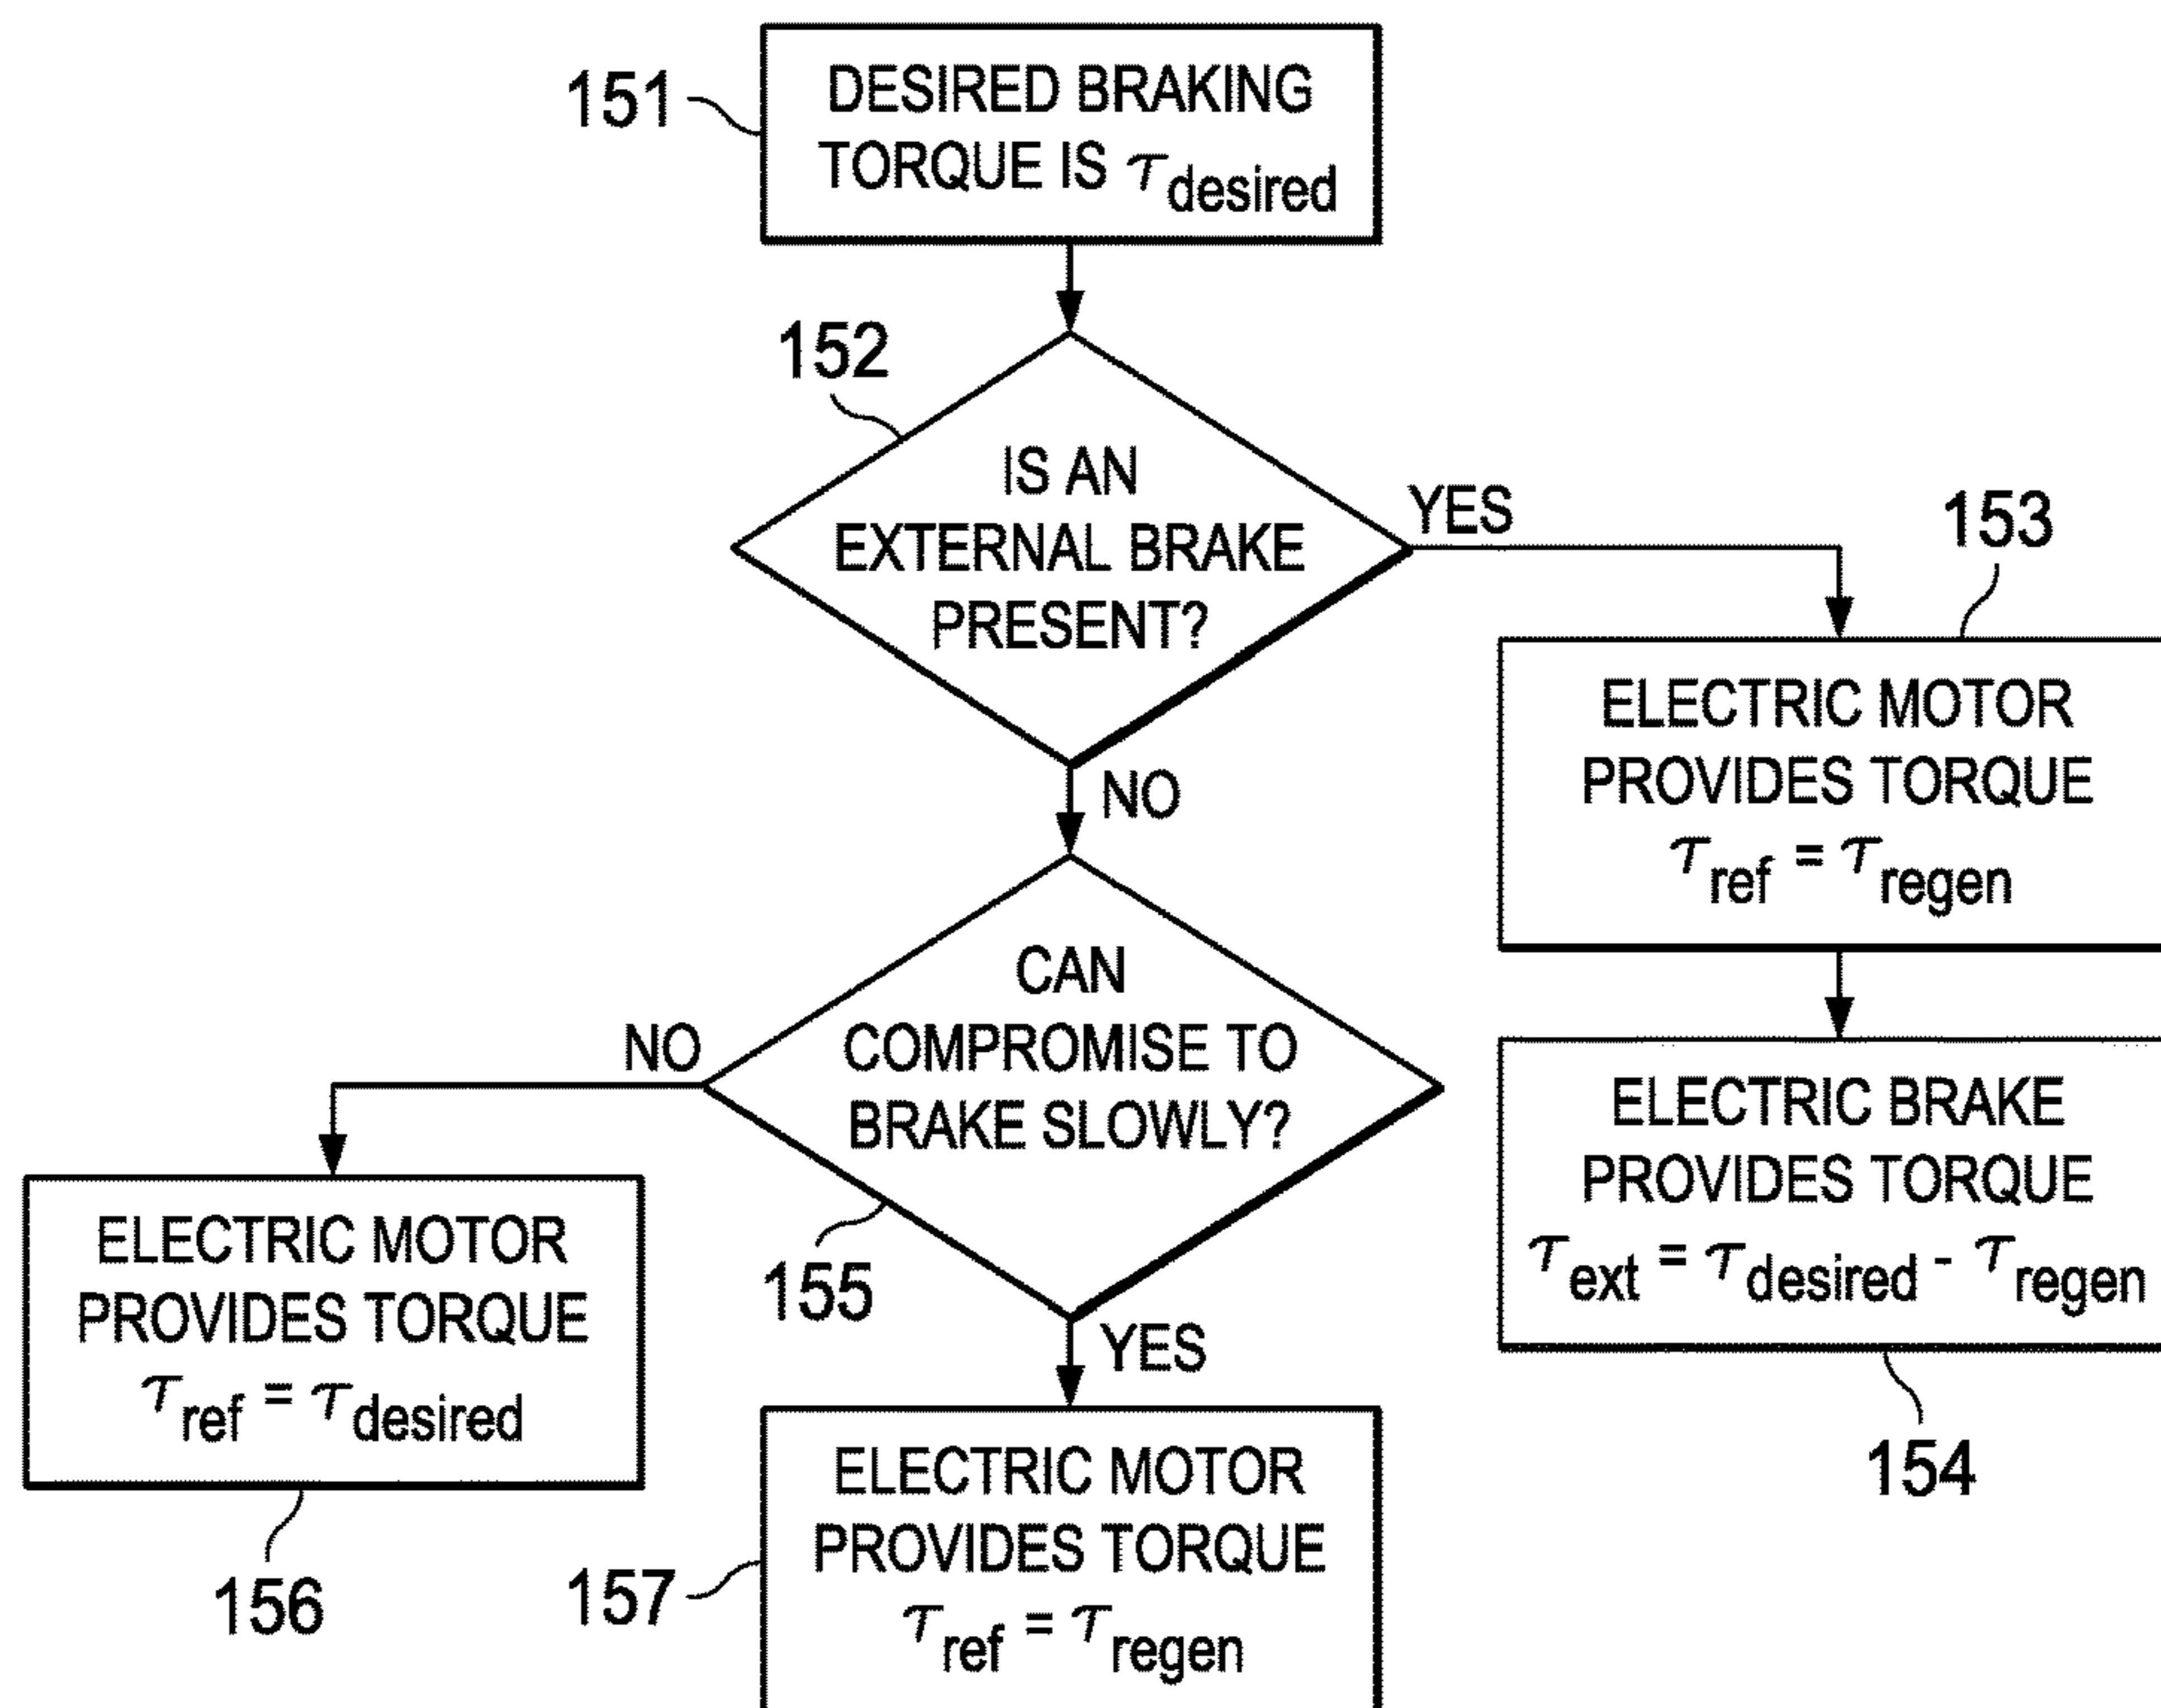 151
DESIRED BRAKING
TORQUE IS τdesired
152
IS AN
EXTERNAL BRAKE
PRESENT?
YES
153
ELECTRIC MOTOR
PROVIDES TORQUE
τref = τregen
ELECTRIC BRAKE
PROVIDES TORQUE
τext = τdesired - τregen
154
NO
CAN
COMPROMISE TO
BRAKE SLOWLY?
155
NO
ELECTRIC MOTOR
PROVIDES TORQUE
τref = τdesired
156
YES
157
ELECTRIC MOTOR
PROVIDES TORQUE
τref = τregen